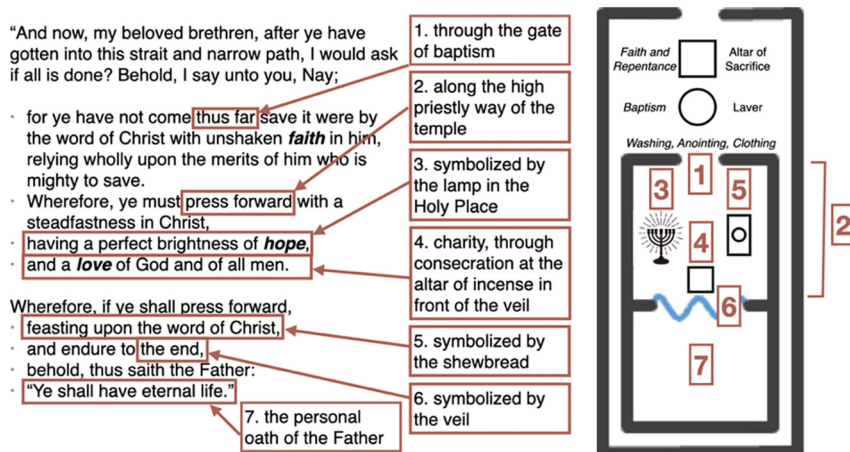 “And now, my beloved brethren, after ye have
gotten into this strait and narrow path, I would ask
if all is done? Behold, I say unto you, Nay;
• for ye have not come thus far save it were by
the word of Christ with unshaken faith in him,
relying wholly upon the merits of him who is
mighty to save.
• Wherefore, ye must press forward with a
steadfastness in Christ,
• having a perfect brightness of hope,
• and a love of God and of all men.
Wherefore, if ye shall press forward,
• feasting upon the word of Christ,
• and endure to the end,
• behold, thus saith the Father:
• “Ye shall have eternal life.”
1. through the gate
of baptism
2. along the high
priestly way of the
temple
3. symbolized by
the lamp in the
Holy Place
4. charity, through
consecration at the
altar of incense in
front of the veil
5. symbolized by
the shewbread
6. symbolized by
the veil
7. the personal
oath of the Father
Faith and
Repentance
Altar of
Sacrifice
Baptism
Laver
Washing, Anointing, Clothing
1
3
5
2
4
6
7